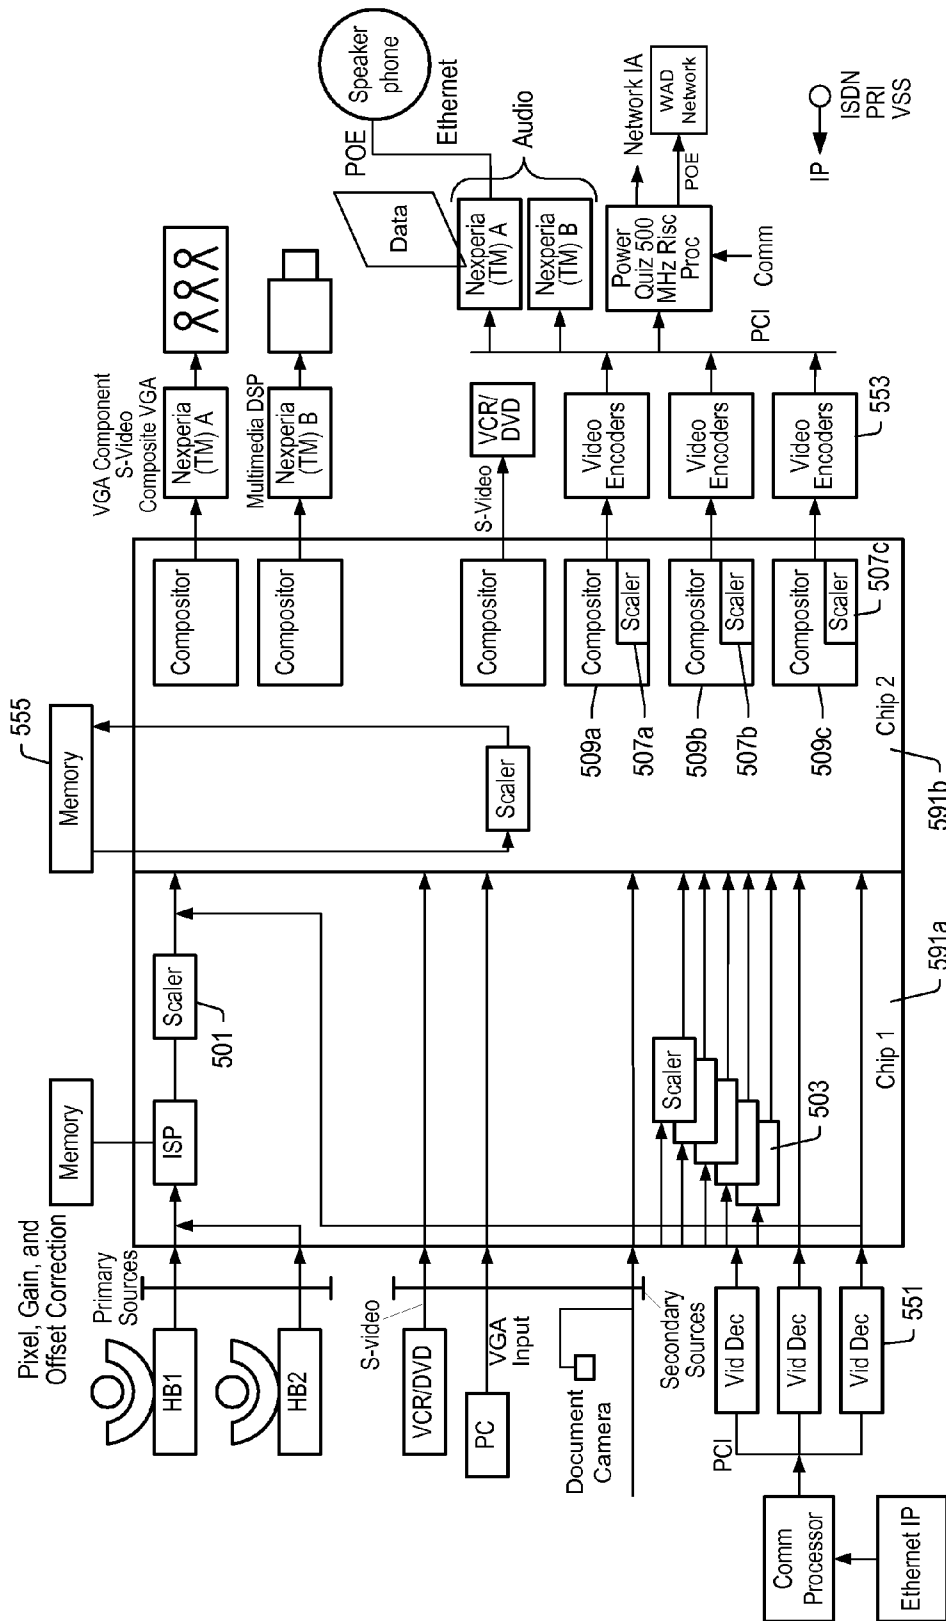 Pixel, Gain, and
Offset Correction
Primary
Sources
HB1
HB2
S-video
VCR/DVD
PC
VGA
Input
Document
Camera
Secondary
Sources
PCI
Vid Dec
Vid Dec
Vid Dec
551
Comm
Processor
Ethernet IP
Memory
ISP
Scaler
501
Scaler
503
Chip 1
591a
Memory
555
Scaler
Compositor
Compositor
Compositor
Compositor
Scaler
509a
507a
Compositor
Scaler
509b
507b
Compositor
Scaler
509c
507c
Chip 2
591b
VGA Component
S-Video
Composite VGA
Nexperia
(TM) A
Multimedia DSP
Nexperia
(TM) B
S-Video
VCR/
DVD
Video
Encoders
Video
Encoders
Video
Encoders
553
PCI
Data
POE
Speaker
phone
Ethernet
Nexperia
(TM) A
Nexperia
(TM) B
Audio
Power
Quiz 500
MHz Risc
Proc
Comm
Network IA
POE
WAD
Network
IP
ISDN
PRI
VSS